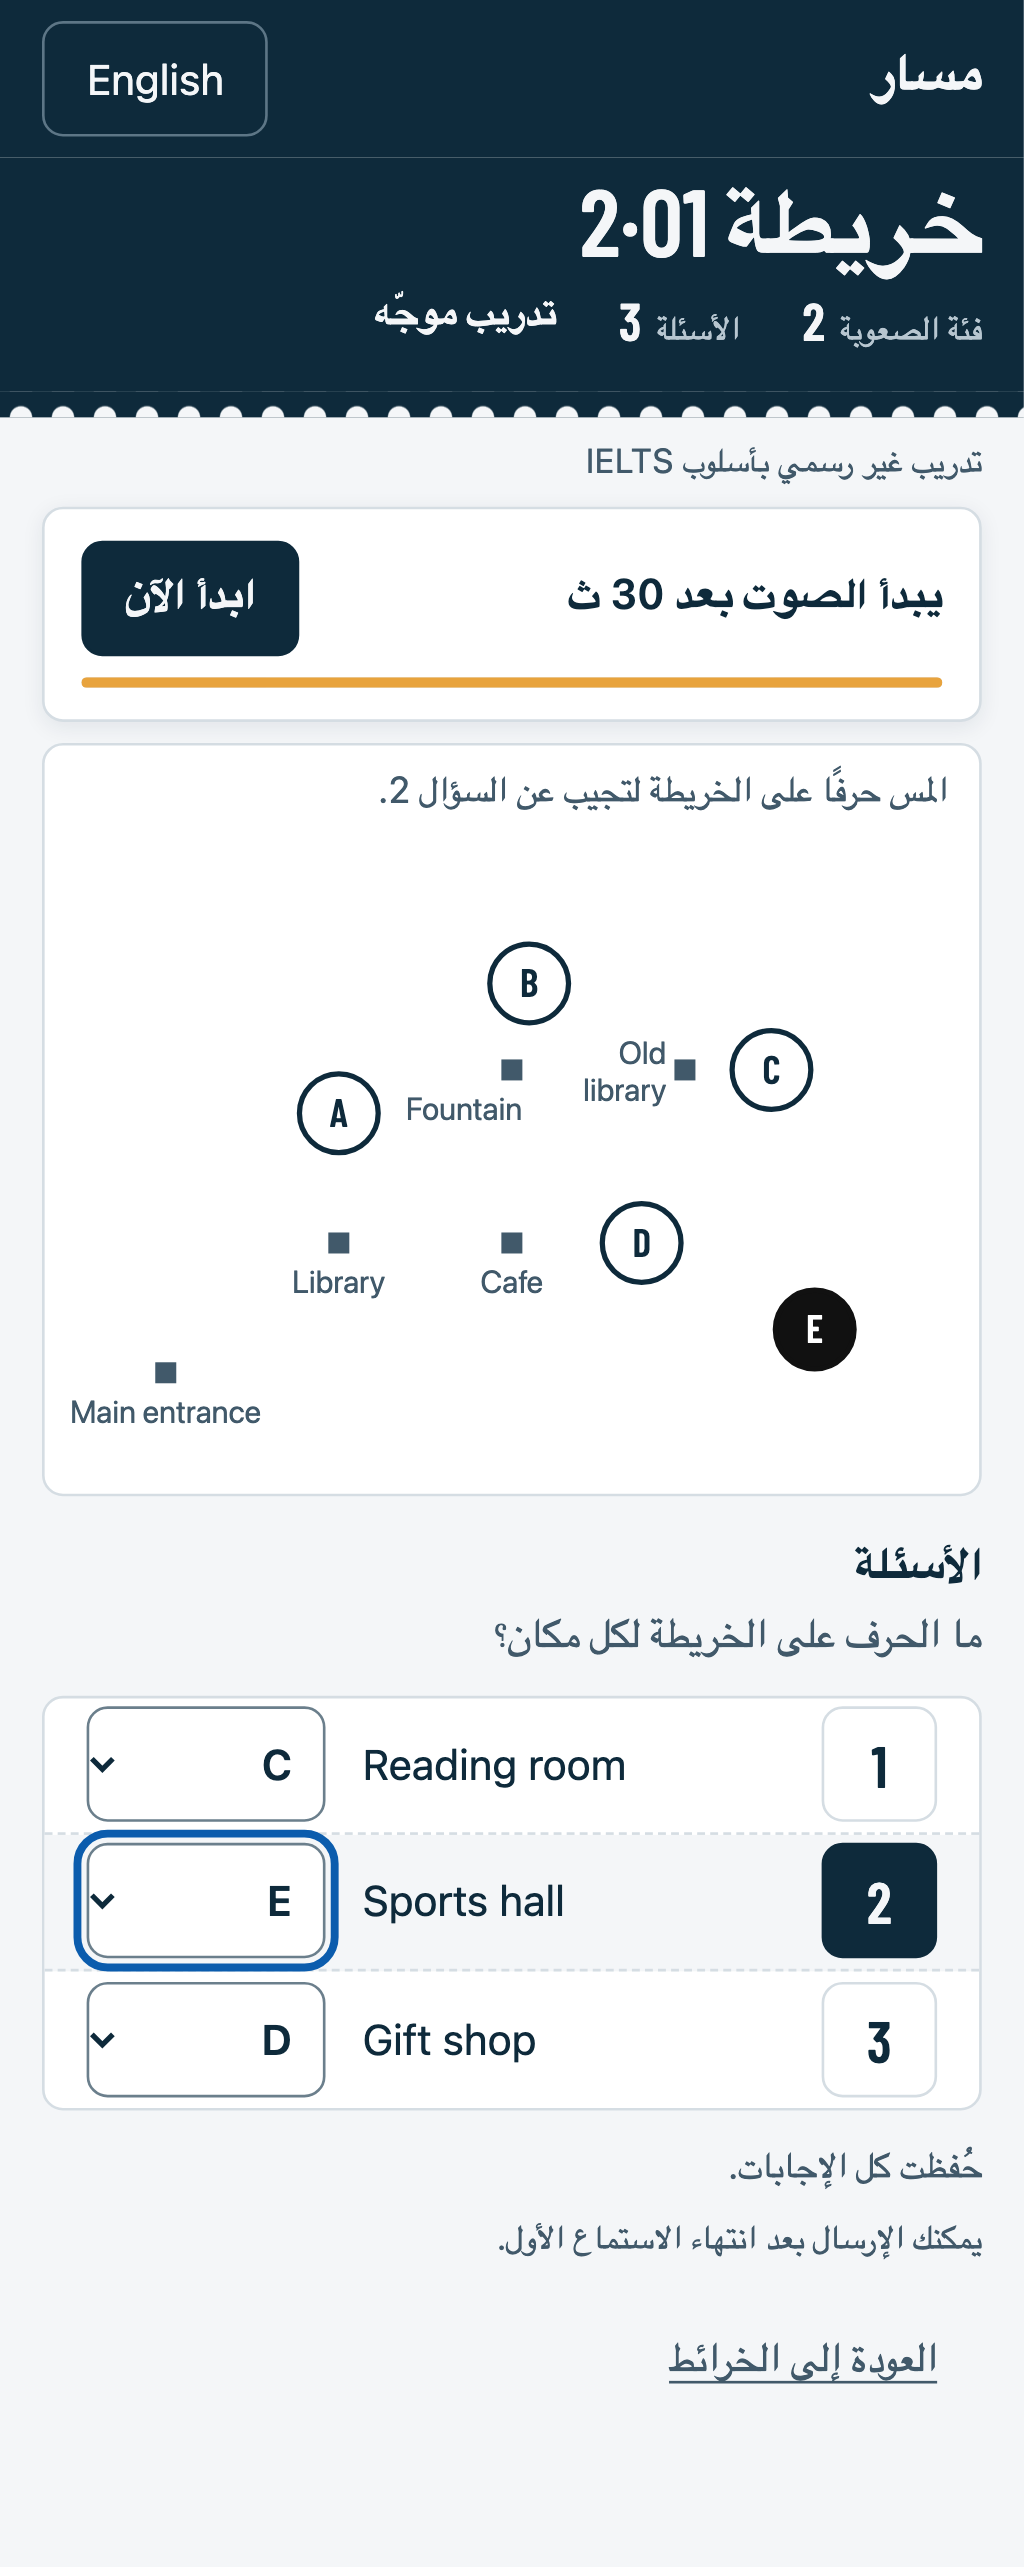 مسار
English
خريطة 2·01
فئة الصعوبة 2 الأسئلة 3 تدريب موجّه
تدريب غير رسمي بأسلوب IELTS
يبدأ الصوت بعد 30 ث
ابدأ الآن
المس حرفًا على الخريطة لتجيب عن السؤال 2.
B
Old
library
C
A
Fountain
D
Library
Cafe
E
Main entrance
الأسئلة
ما الحرف على الخريطة لكل مكان؟
1 Reading room C
2 Sports hall E
3 Gift shop D
حُفظت كل الإجابات.
يمكنك الإرسال بعد انتهاء الاستماع الأول.
العودة إلى الخرائط